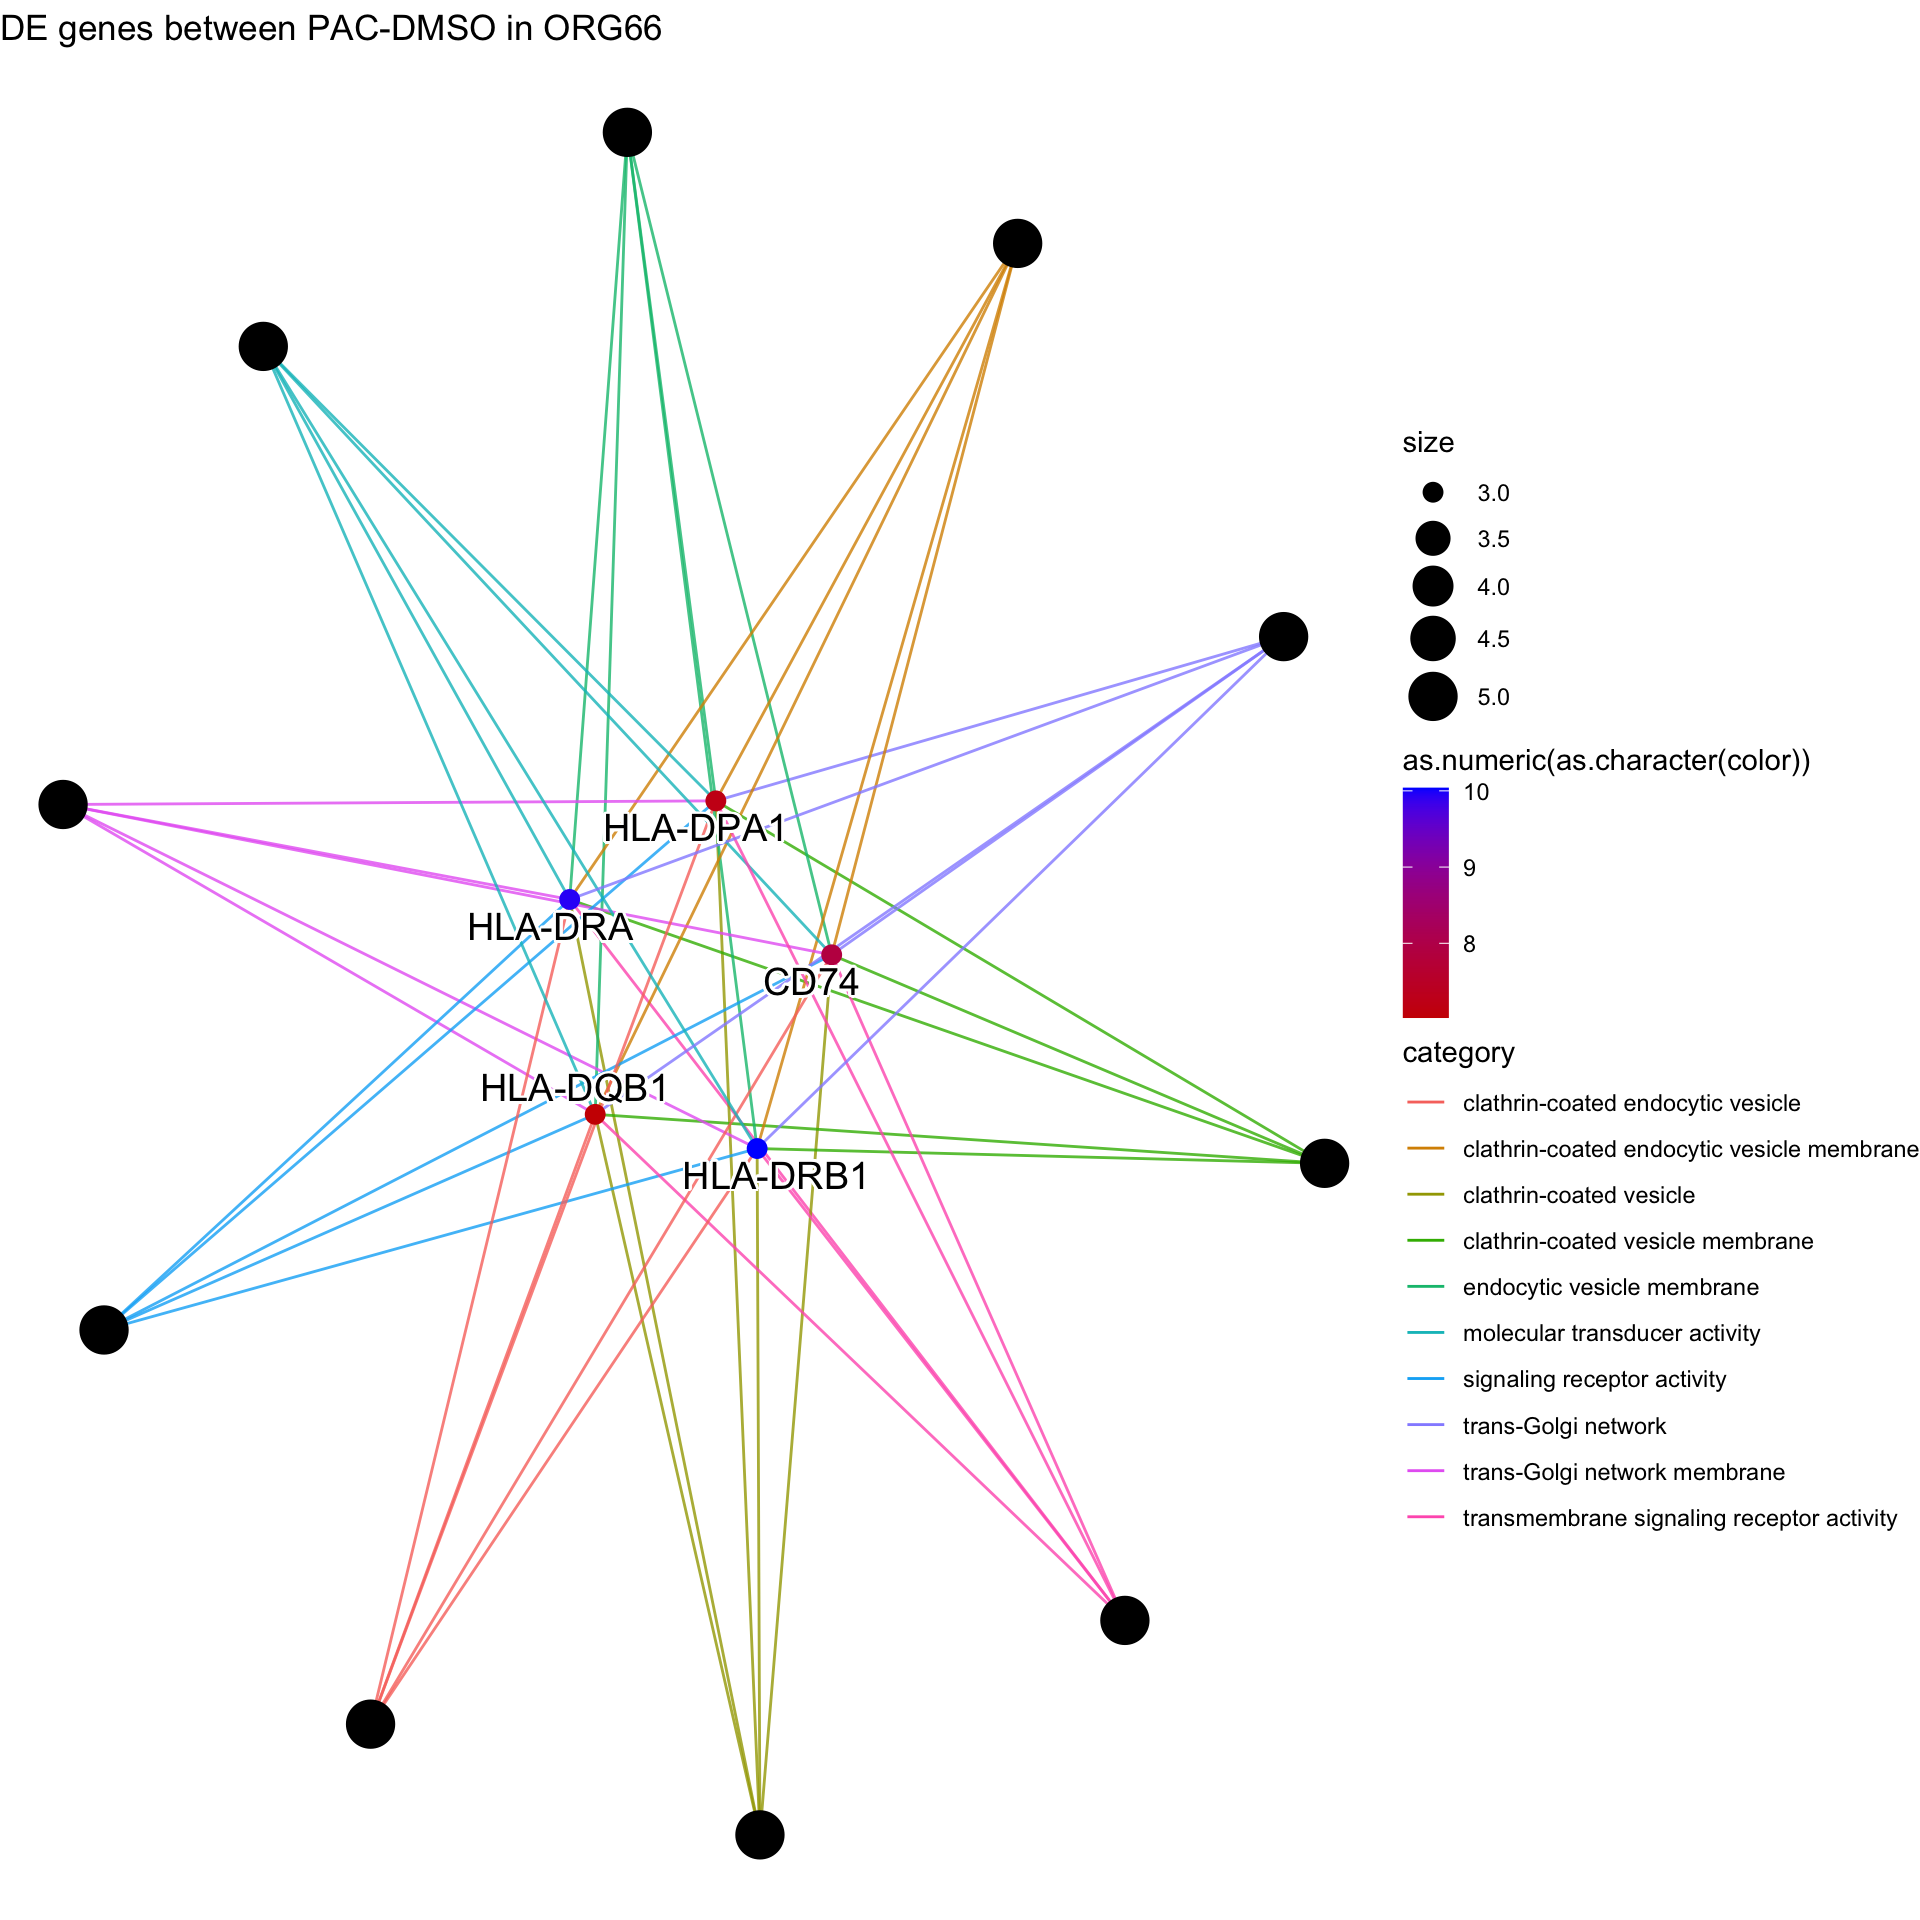 DE genes between PAC-DMSO in ORG66
HLA-DPA1
HLA-DRA
CD74
HLA-DQB1
HLA-DRB1
size
3.0
3.5
4.0
4.5
5.0
as.numeric(as.character(color))
10
9
8
category
clathrin-coated endocytic vesicle
clathrin-coated endocytic vesicle membrane
clathrin-coated vesicle
clathrin-coated vesicle membrane
endocytic vesicle membrane
molecular transducer activity
signaling receptor activity
trans-Golgi network
trans-Golgi network membrane
transmembrane signaling receptor activity